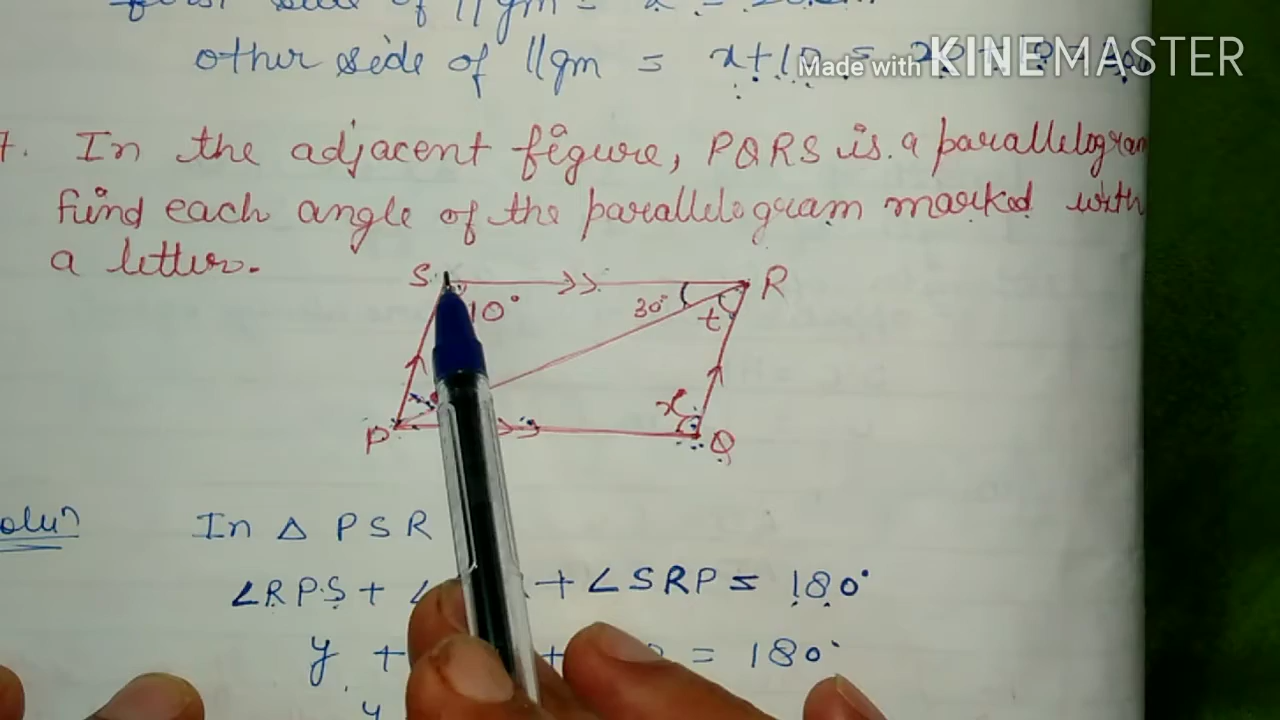 other side of ||gm = x+10 =
Made with KINEMASTER
7. In the adjacent figure, PQRS is a parallelogram
find each angle of the parallelogram marked with
a letter.
S R
10° 30° t
x
P Q
In △ PSR
∠RPS + ∠ + ∠SRP = 180°
y + + = 180°
y